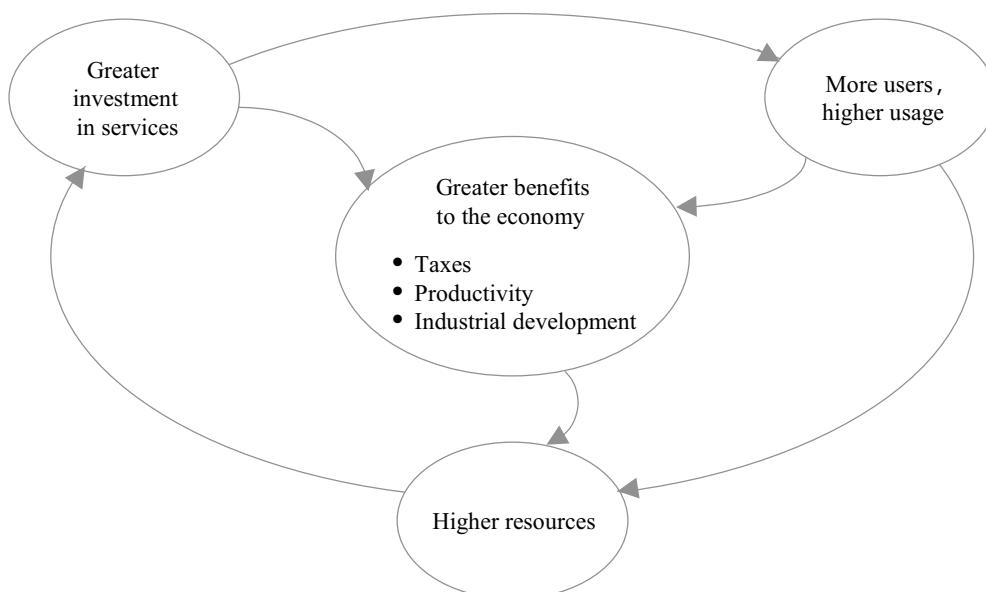 Greater
investment
in services
More users,
higher usage
Greater benefits
to the economy
• Taxes
• Productivity
• Industrial development
Higher resources